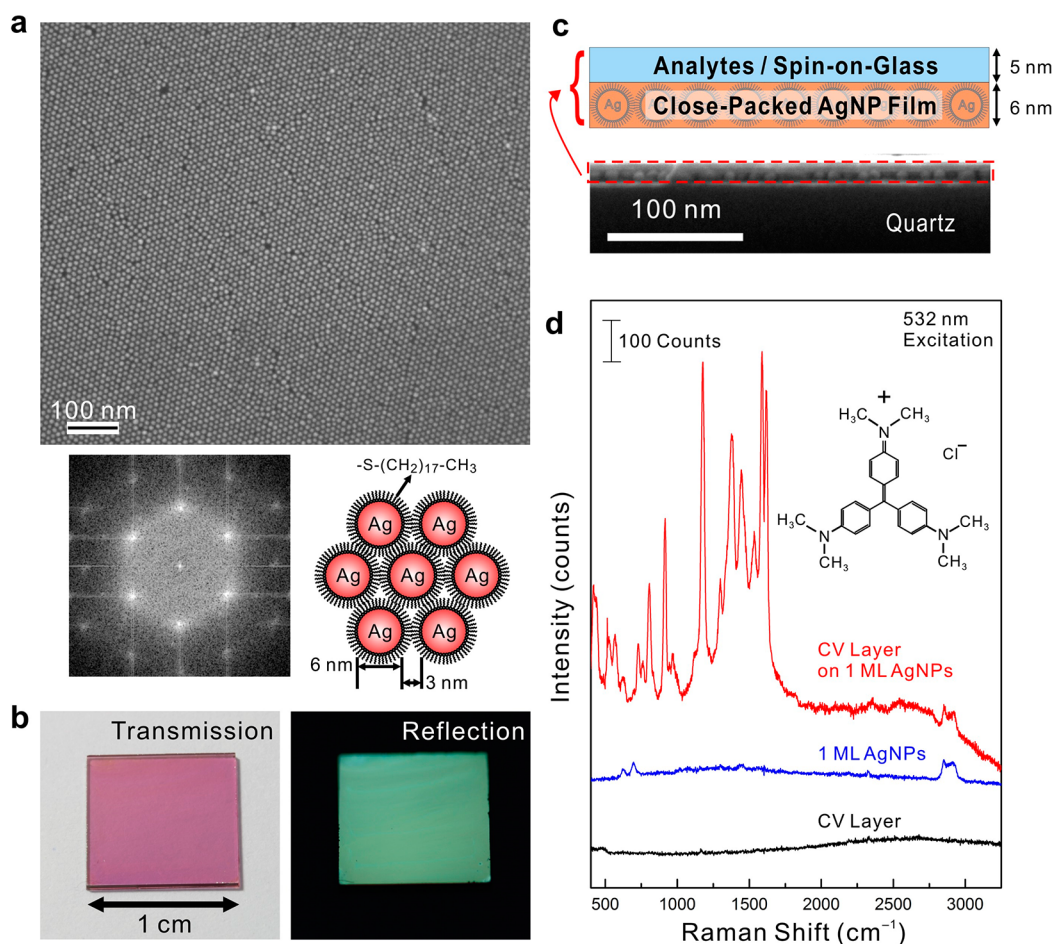 a
100 nm
-S-(CH₂)₁₇-CH₃
Ag
Ag
Ag
Ag
Ag
Ag
Ag
6 nm
3 nm
b
Transmission
1 cm
Reflection
c
Analytes / Spin-on-Glass
5 nm
Ag
Close-Packed AgNP Film
Ag
6 nm
100 nm
Quartz
d
100 Counts
532 nm
Excitation
+
H₃C
CH₃
N
Cl⁻
H₃C
N
CH₃
N
CH₃
CH₃
CV Layer
on 1 ML AgNPs
1 ML AgNPs
CV Layer
Intensity (counts)
500 1000 1500 2000 2500 3000
Raman Shift (cm⁻¹)